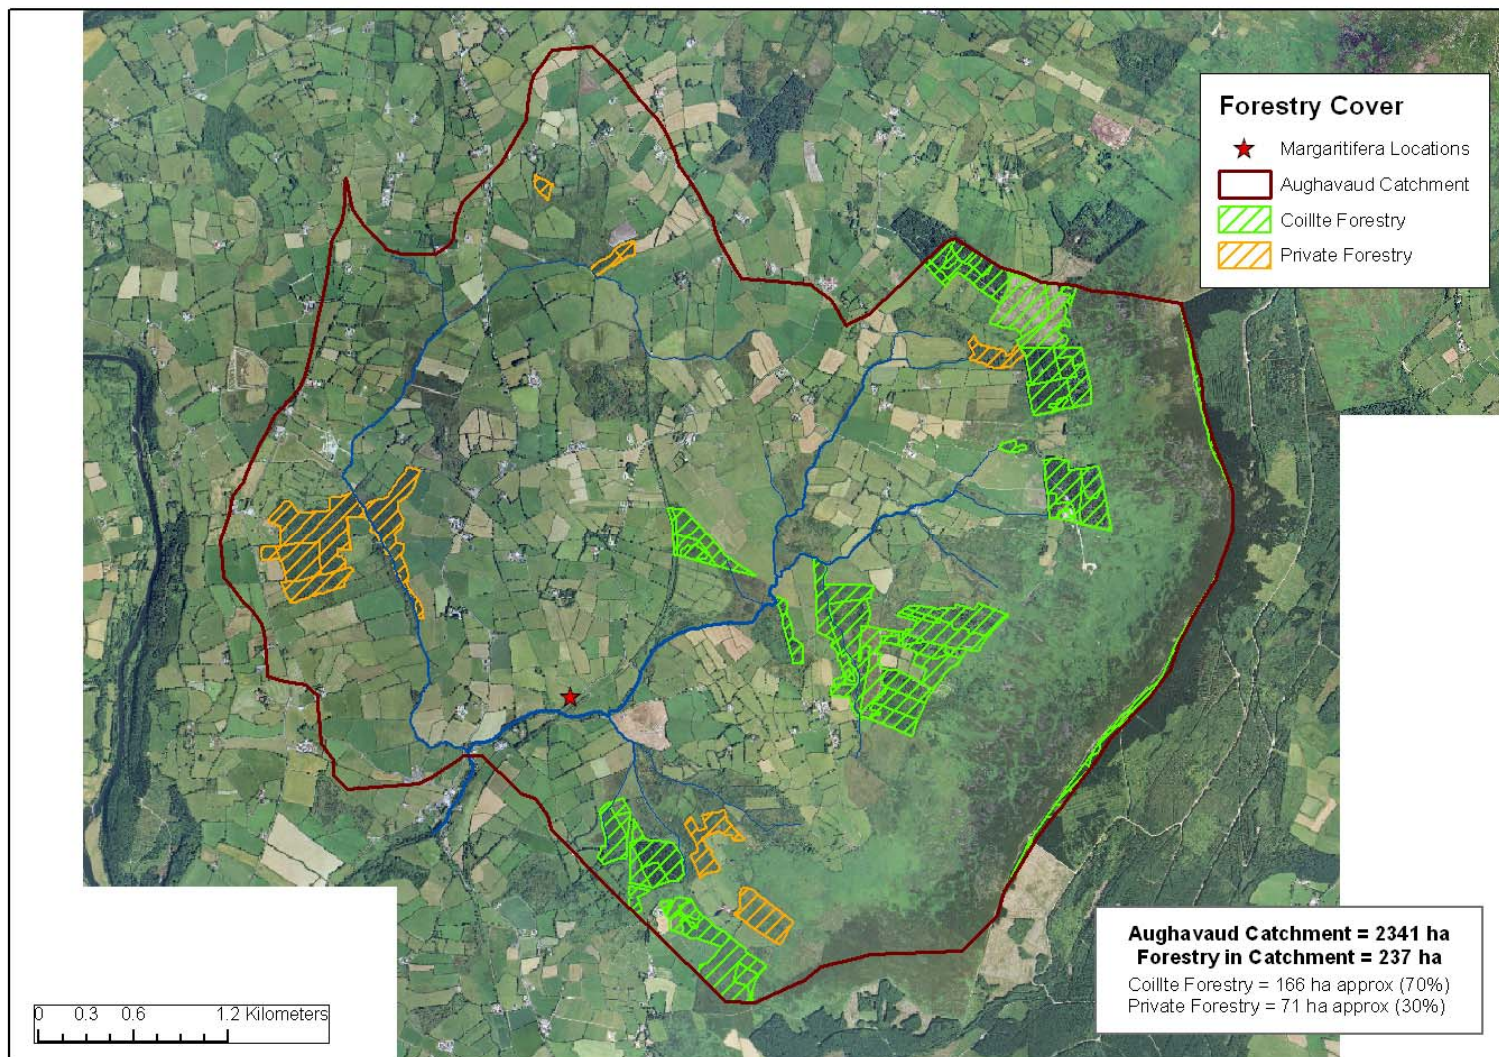 Forestry Cover
Margaritifera Locations
Aughavaud Catchment
Coillte Forestry
Private Forestry
Aughavaud Catchment = 2341 ha
Forestry in Catchment = 237 ha
Coillte Forestry = 166 ha approx (70%)
Private Forestry = 71 ha approx (30%)
0 0.3 0.6 1.2 Kilometers